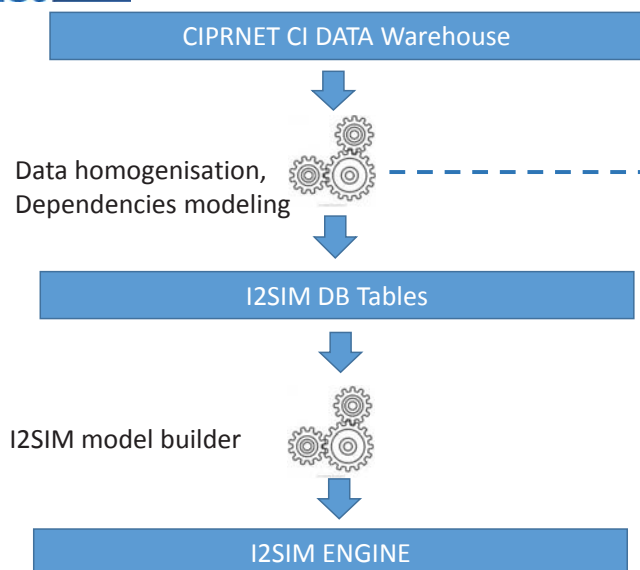 CIPRNET CI DATA Warehouse
Data homogenisation,
Dependencies modeling
I2SIM DB Tables
I2SIM model builder
I2SIM ENGINE